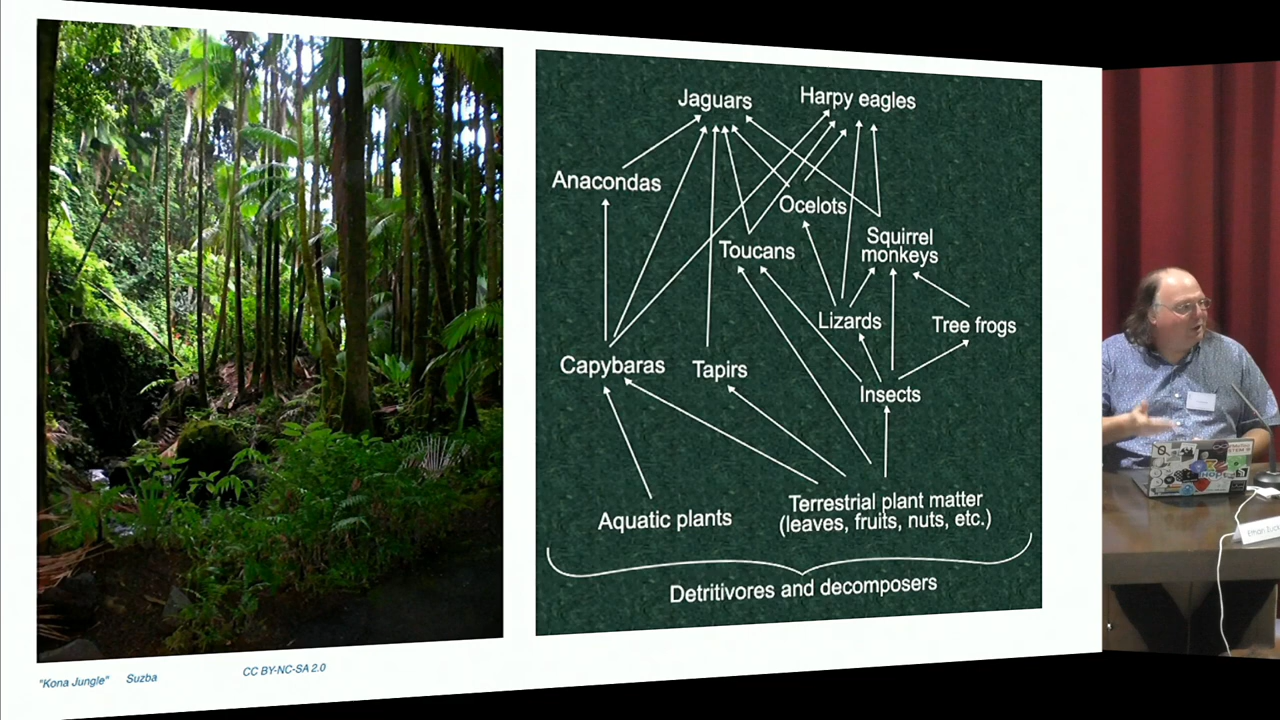 Jaguars
Harpy eagles
Anacondas
Ocelots
Toucans
Squirrel
monkeys
Lizards
Tree frogs
Capybaras
Tapirs
Insects
Aquatic plants
Terrestrial plant matter
(leaves, fruits, nuts, etc.)
Detritivores and decomposers
"Kona Jungle" Suzba CC BY-NC-SA 2.0
Ethan